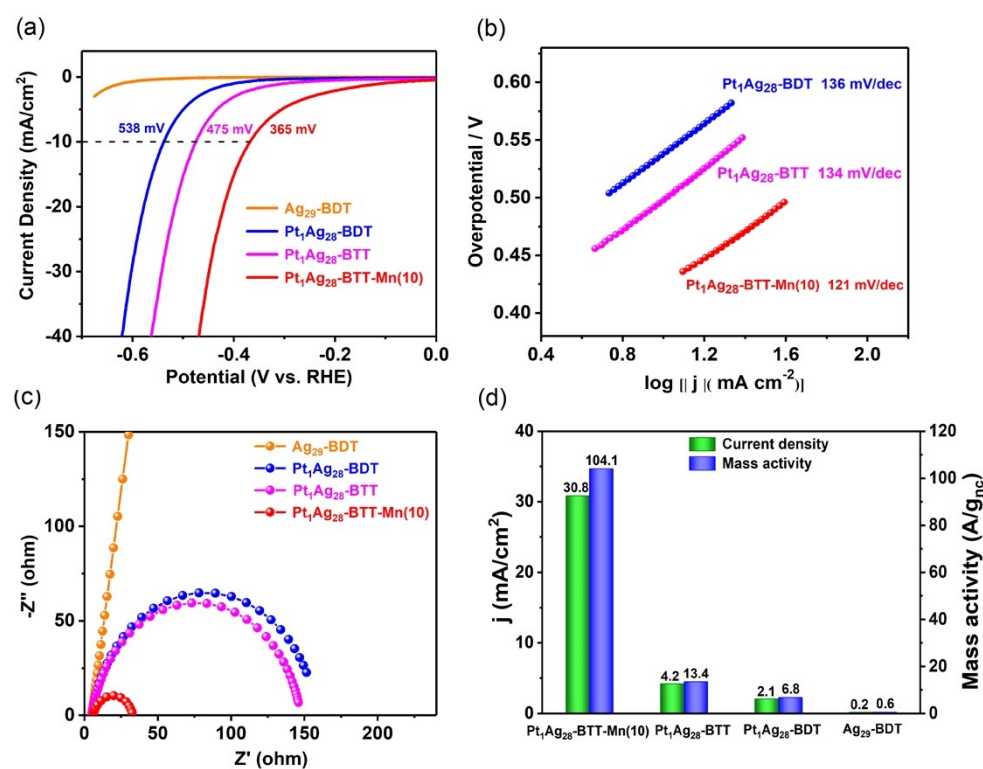 (a)
0
-10
-20
-30
-40
Current Density (mA/cm²)
538 mV
475 mV
365 mV
Ag₂₉-BDT
Pt₁Ag₂₈-BDT
Pt₁Ag₂₈-BTT
Pt₁Ag₂₈-BTT-Mn(10)
-0.6 -0.4 -0.2 0.0
Potential (V vs. RHE)
(b)
0.60
0.55
0.50
0.45
0.40
Overpotential / V
Pt₁Ag₂₈-BDT 136 mV/dec
Pt₁Ag₂₈-BTT 134 mV/dec
Pt₁Ag₂₈-BTT-Mn(10) 121 mV/dec
0.4 0.8 1.2 1.6 2.0
log [| j |( mA cm⁻²)]
(c)
150
100
50
0
-Z'' (ohm)
Ag₂₉-BDT
Pt₁Ag₂₈-BDT
Pt₁Ag₂₈-BTT
Pt₁Ag₂₈-BTT-Mn(10)
0 50 100 150 200
Z' (ohm)
(d)
40
30
20
10
0
j (mA/cm²)
Current density
Mass activity
30.8
104.1
4.2
13.4
2.1
6.8
0.2
0.6
120
100
80
60
40
20
0
Mass activity (A/gnc)
Pt₁Ag₂₈-BTT-Mn(10) Pt₁Ag₂₈-BTT Pt₁Ag₂₈-BDT Ag₂₉-BDT